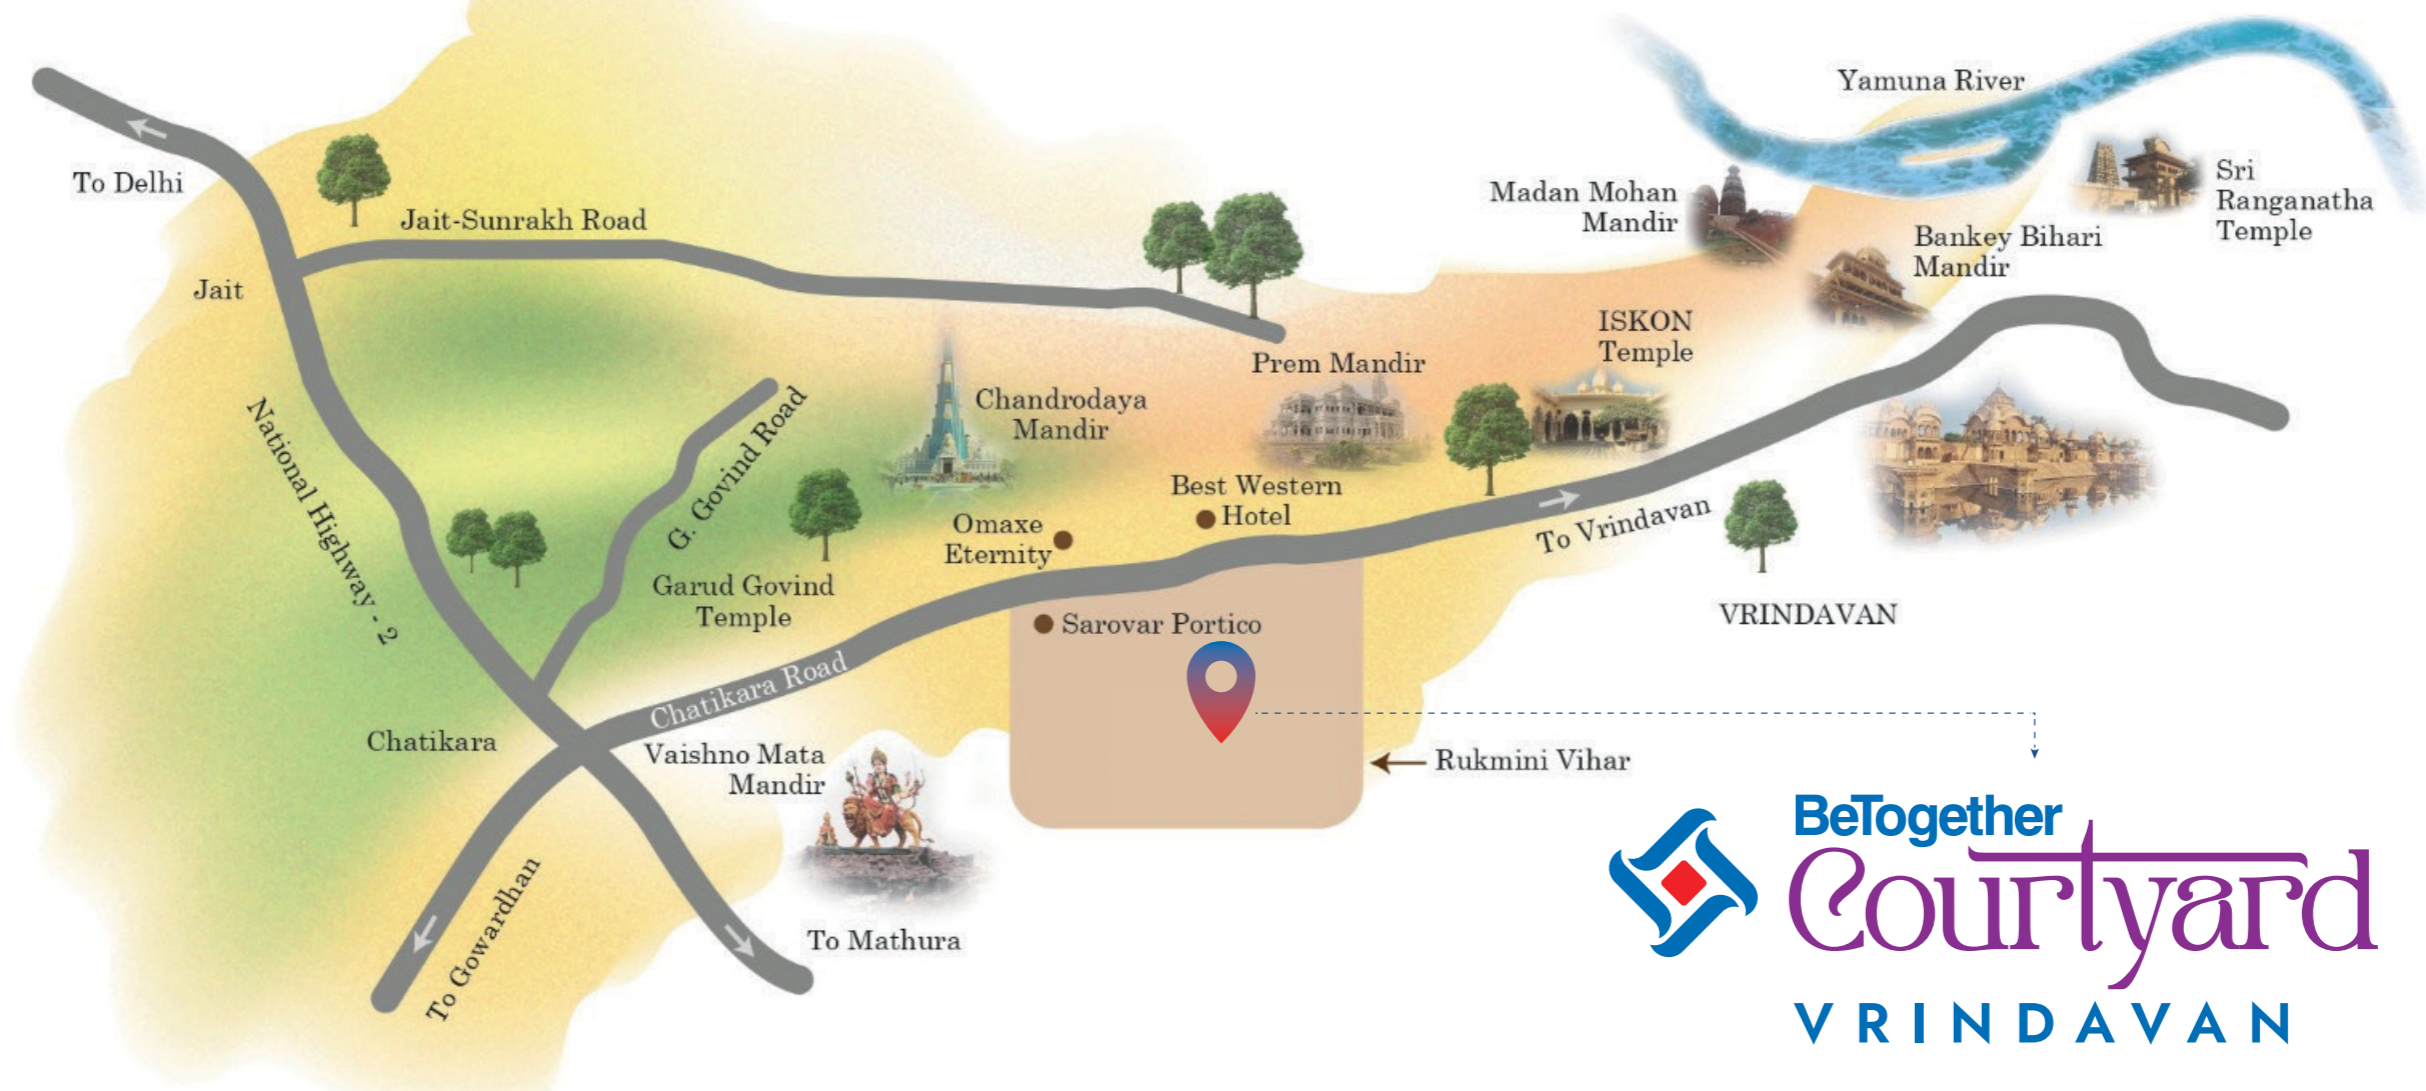 Yamuna River
To Delhi
Jait-Sunrakh Road
Madan Mohan
Mandir
Sri
Ranganatha
Temple
Bankey Bihari
Mandir
Jait
ISKON
Temple
Prem Mandir
Chandrodaya
Mandir
National Highway - 2
G. Govind Road
Best Western
Hotel
Omaxe
Eternity
To Vrindavan
Garud Govind
Temple
Sarovar Portico
VRINDAVAN
Chatikara Road
Chatikara
Vaishno Mata
Mandir
Rukmini Vihar
To Gowardhan
To Mathura
BeTogether
Courtyard
VRINDAVAN